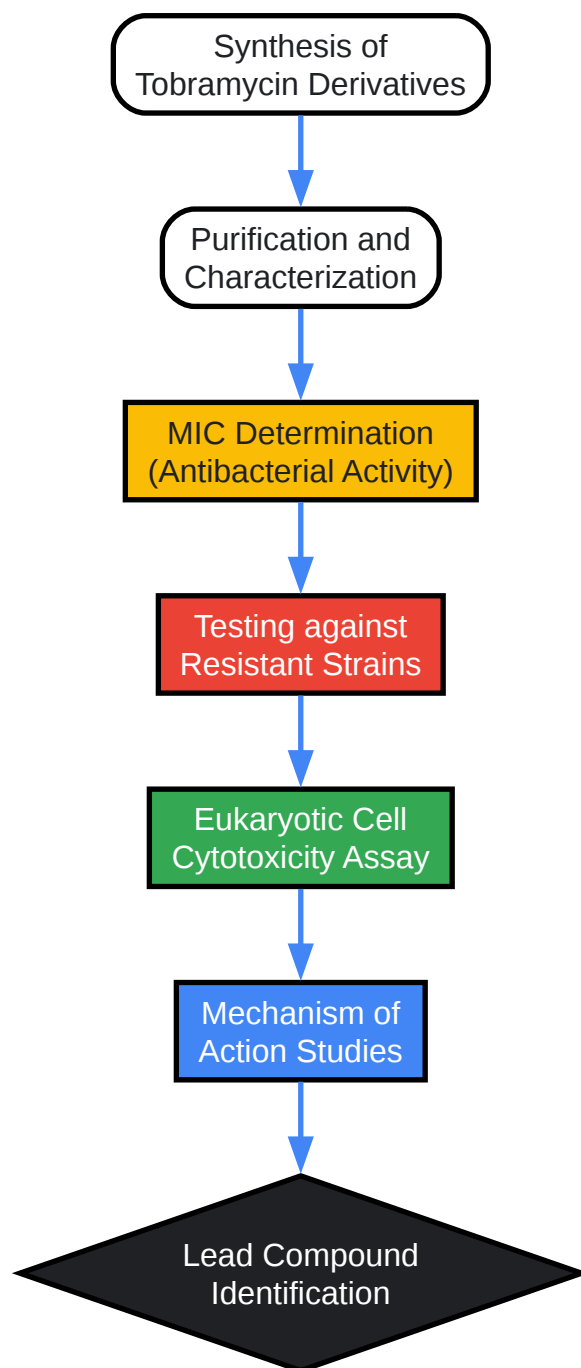 Synthesis of
Tobramycin Derivatives
Purification and
Characterization
MIC Determination
(Antibacterial Activity)
Testing against
Resistant Strains
Eukaryotic Cell
Cytotoxicity Assay
Mechanism of
Action Studies
Lead Compound
Identification